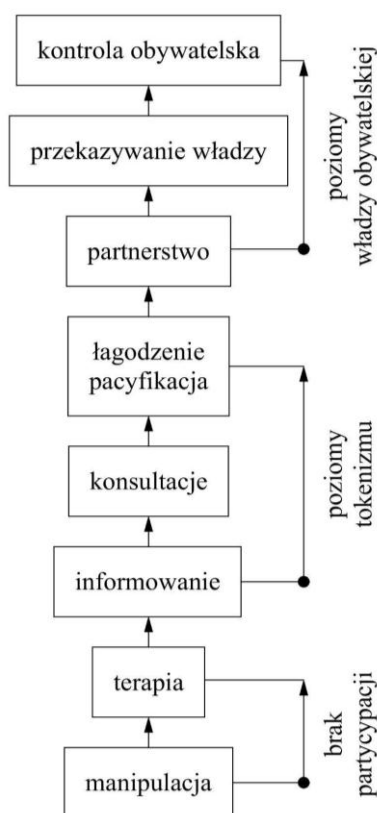 kontrola obywatelska
przekazywanie władzy
partnerstwo
poziomy
władzy obywatelskiej
łagodzenie
pacyfikacja
konsultacje
informowanie
poziomy
tokenizmu
terapia
manipulacja
brak
partycypacji